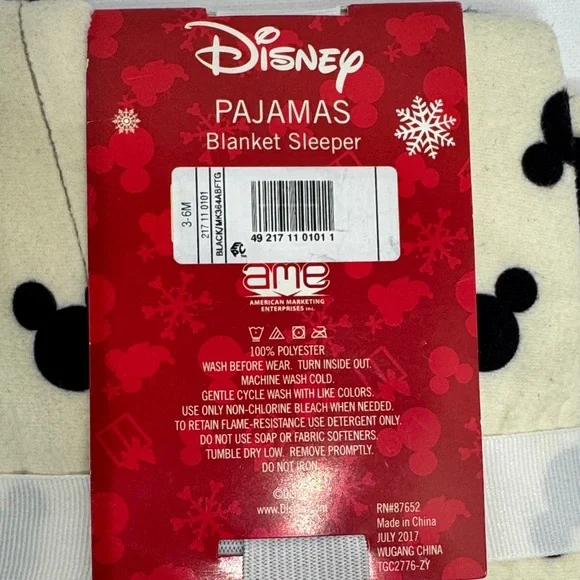 Disney
PAJAMAS
Blanket Sleeper
3-6M
217 11 0101
BLACK/MK364ABFTG
49 217 11 0101 1
ame
AMERICAN MARKETING
ENTERPRISES INC.
100% POLYESTER
WASH BEFORE WEAR. TURN INSIDE OUT.
MACHINE WASH COLD.
GENTLE CYCLE WASH WITH LIKE COLORS.
USE ONLY NON-CHLORINE BLEACH WHEN NEEDED.
TO RETAIN FLAME-RESISTANCE USE DETERGENT ONLY.
DO NOT USE SOAP OR FABRIC SOFTENERS.
TUMBLE DRY LOW. REMOVE PROMPTLY.
DO NOT IRON
RN#87652
Made in China
JULY 2017
WUGANG CHINA
TGC2776-ZY